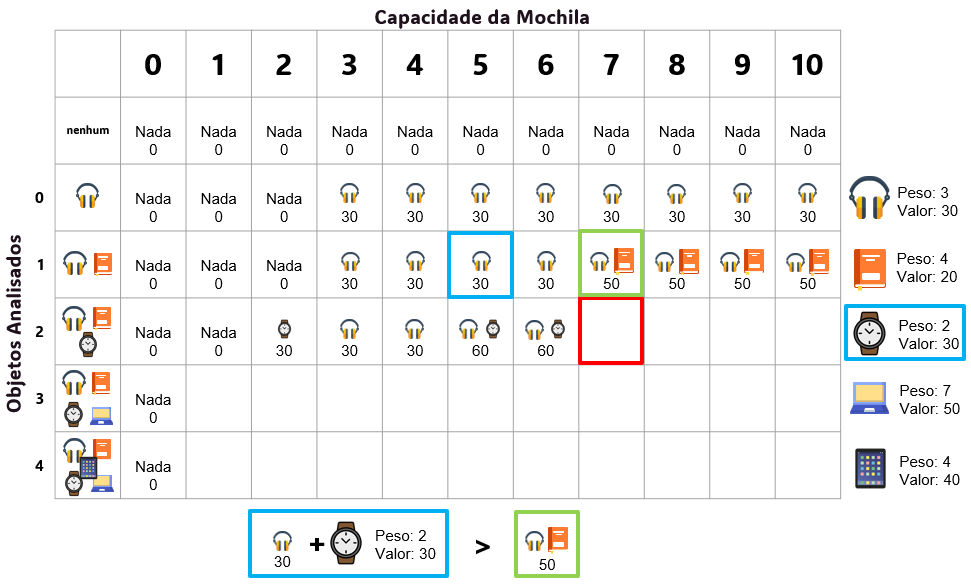 Capacidade da Mochila
0 1 2 3 4 5 6 7 8 9 10
nenhum Nada Nada Nada Nada Nada Nada Nada Nada Nada Nada Nada
0 0 0 0 0 0 0 0 0 0 0
Objetos Analisados
0 Nada Nada Nada
0 0 0 30 30 30 30 30 30 30 30
Peso: 3
Valor: 30
1 Nada Nada Nada
0 0 0 30 30 30 30 50 50 50 50
Peso: 4
Valor: 20
2 Nada Nada
0 0 30 30 30 60 60
Peso: 2
Valor: 30
3 Nada
0
Peso: 7
Valor: 50
4 Nada
0
Peso: 4
Valor: 40
30 + Peso: 2
Valor: 30
> 50